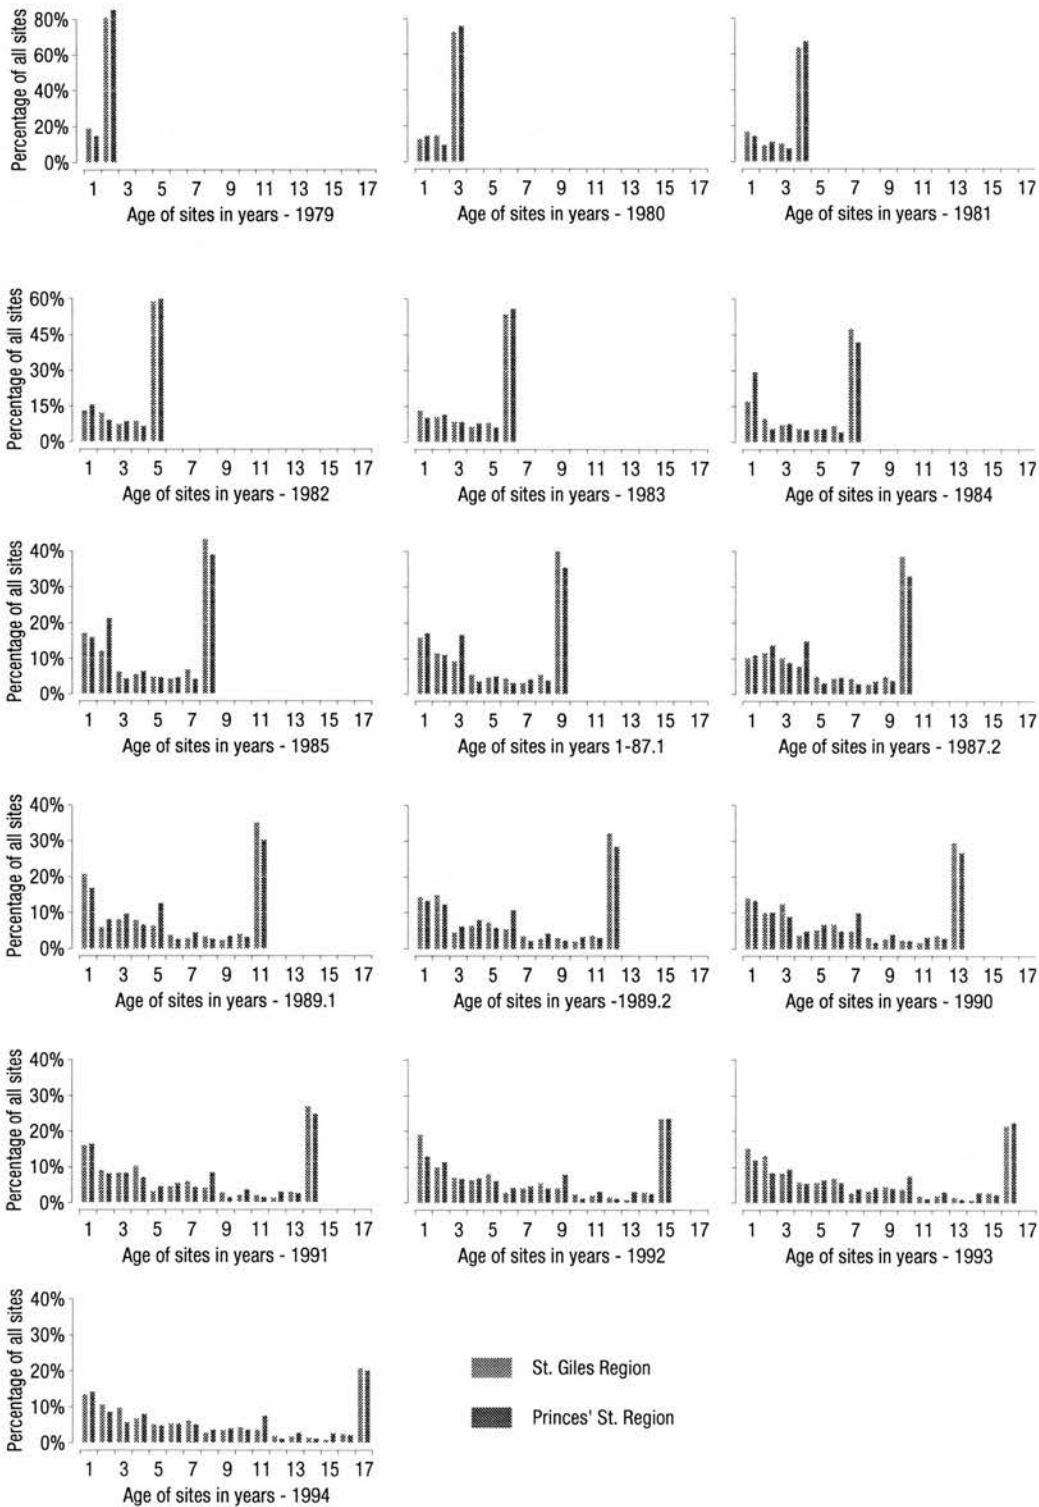 Percentage of all sites
80%
60%
40%
20%
0%
1 3 5 7 9 11 13 15 17
Age of sites in years - 1979
1 3 5 7 9 11 13 15 17
Age of sites in years - 1980
1 3 5 7 9 11 13 15 17
Age of sites in years - 1981
Percentage of all sites
60%
45%
30%
15%
0%
1 3 5 7 9 11 13 15 17
Age of sites in years - 1982
1 3 5 7 9 11 13 15 17
Age of sites in years - 1983
1 3 5 7 9 11 13 15 17
Age of sites in years - 1984
Percentage of all sites
40%
30%
20%
10%
0%
1 3 5 7 9 11 13 15 17
Age of sites in years - 1985
1 3 5 7 9 11 13 15 17
Age of sites in years 1-87.1
1 3 5 7 9 11 13 15 17
Age of sites in years - 1987.2
Percentage of all sites
40%
30%
20%
10%
0%
1 3 5 7 9 11 13 15 17
Age of sites in years - 1989.1
1 3 5 7 9 11 13 15 17
Age of sites in years -1989.2
1 3 5 7 9 11 13 15 17
Age of sites in years - 1990
Percentage of all sites
40%
30%
20%
10%
0%
1 3 5 7 9 11 13 15 17
Age of sites in years - 1991
1 3 5 7 9 11 13 15 17
Age of sites in years - 1992
1 3 5 7 9 11 13 15 17
Age of sites in years - 1993
Percentage of all sites
40%
30%
20%
10%
0%
1 3 5 7 9 11 13 15 17
Age of sites in years - 1994
St. Giles Region
Princes' St. Region